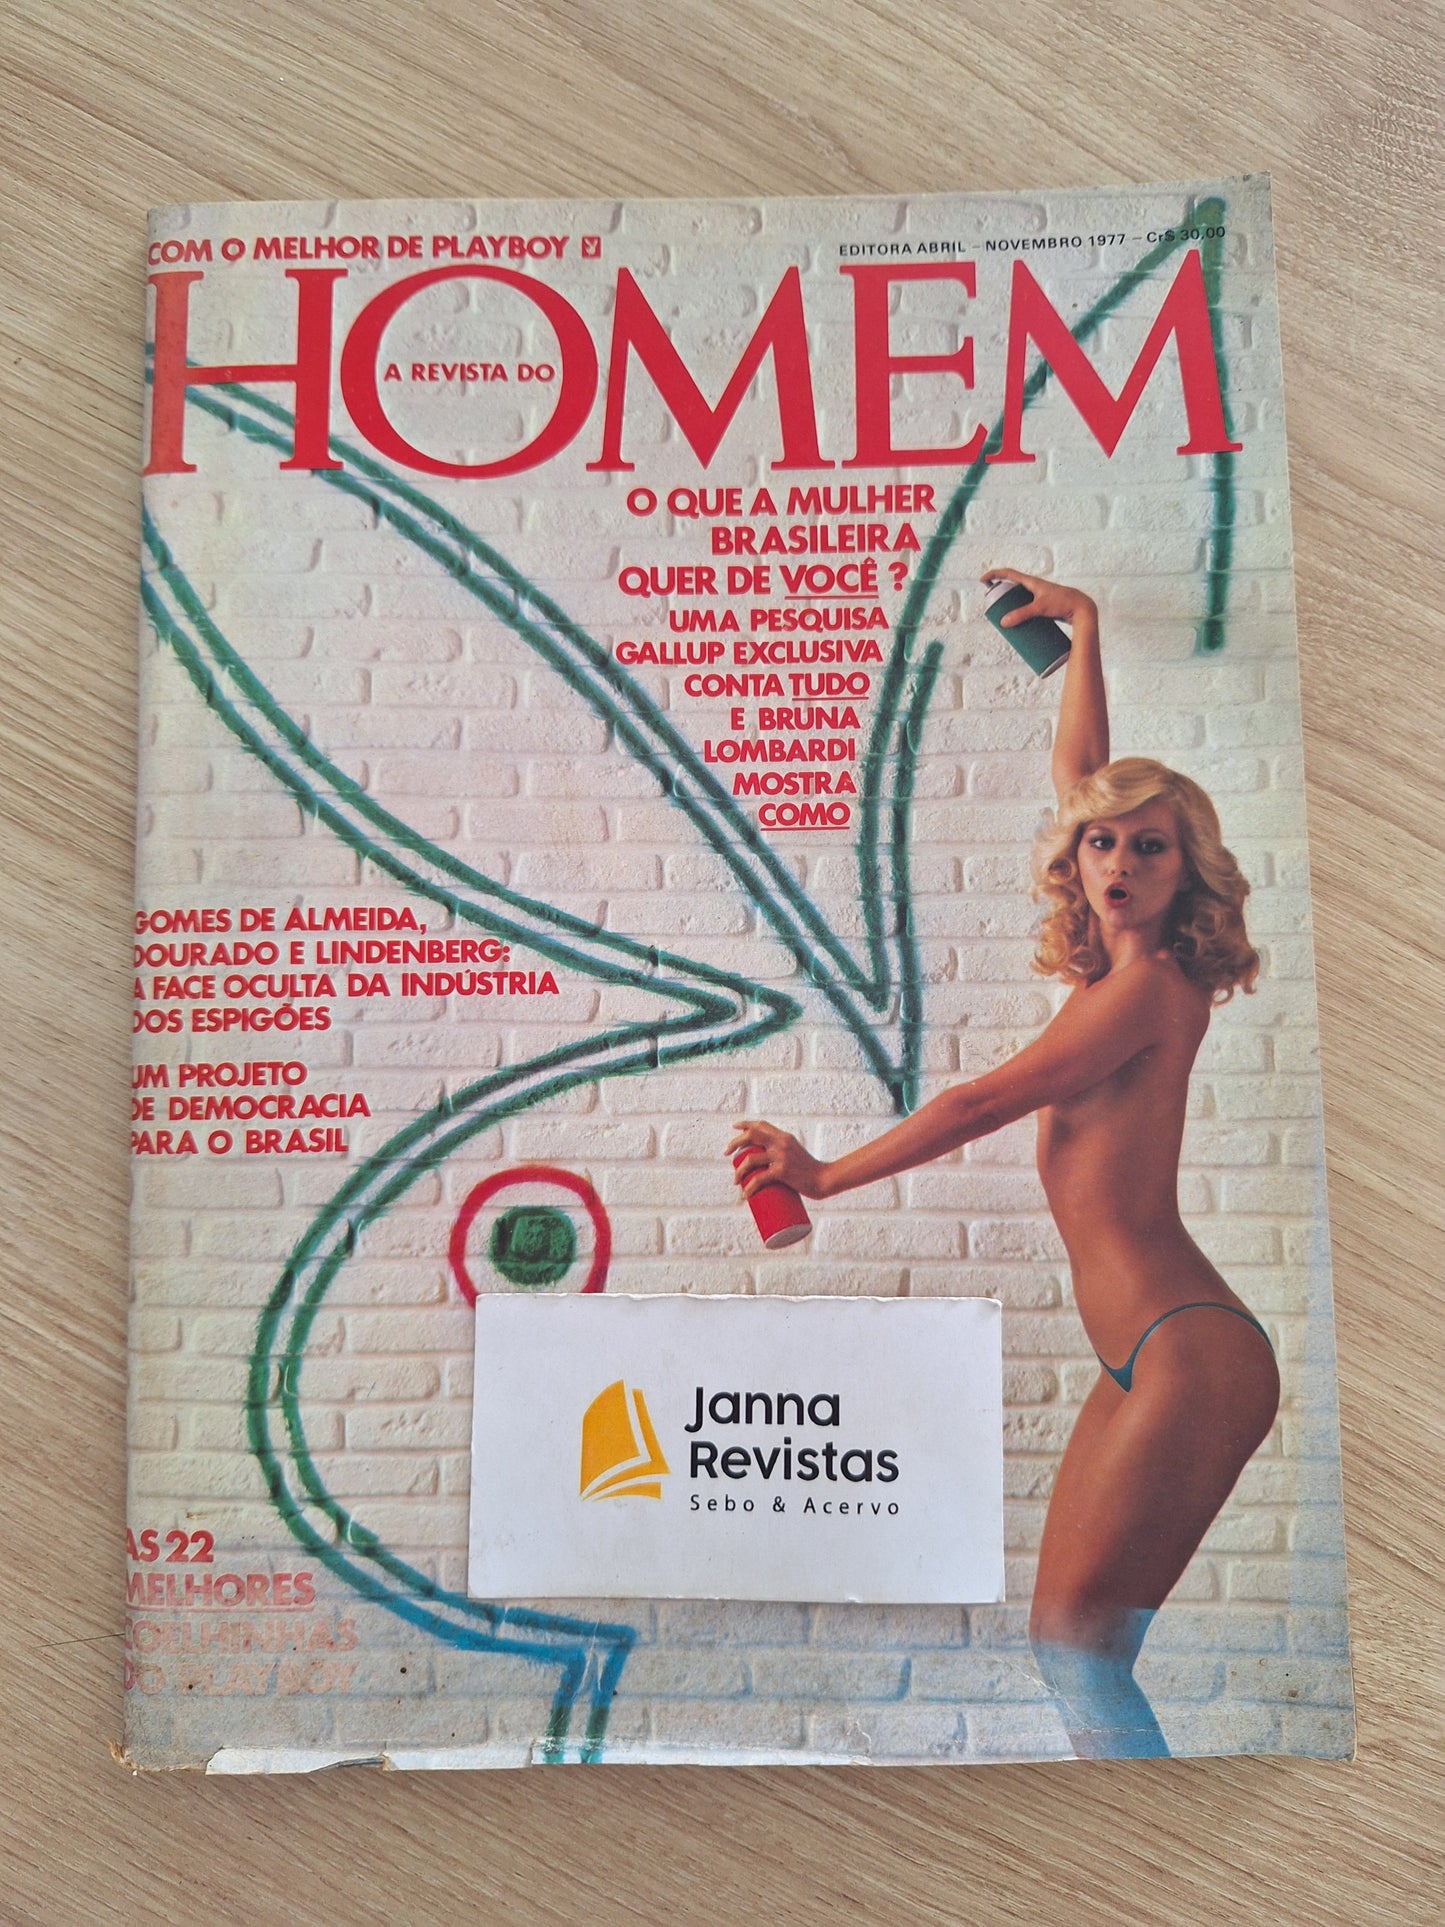 COM O MELHOR DE PLAYBOY
EDITORA ABRIL – NOVEMBRO 1977 – Cr$ 30,00
A REVISTA DO
HOMEM
O QUE A MULHER
BRASILEIRA
QUER DE VOCÊ ?
UMA PESQUISA
GALLUP EXCLUSIVA
CONTA TUDO
E BRUNA
LOMBARDI
MOSTRA
COMO
GOMES DE ALMEIDA,
DOURADO E LINDENBERG:
A FACE OCULTA DA INDÚSTRIA
DOS ESPIGÕES
UM PROJETO
DE DEMOCRACIA
PARA O BRASIL
AS 22
MELHORES
COELHINHAS
DO PLAYBOY
Janna
Revistas
Sebo & Acervo